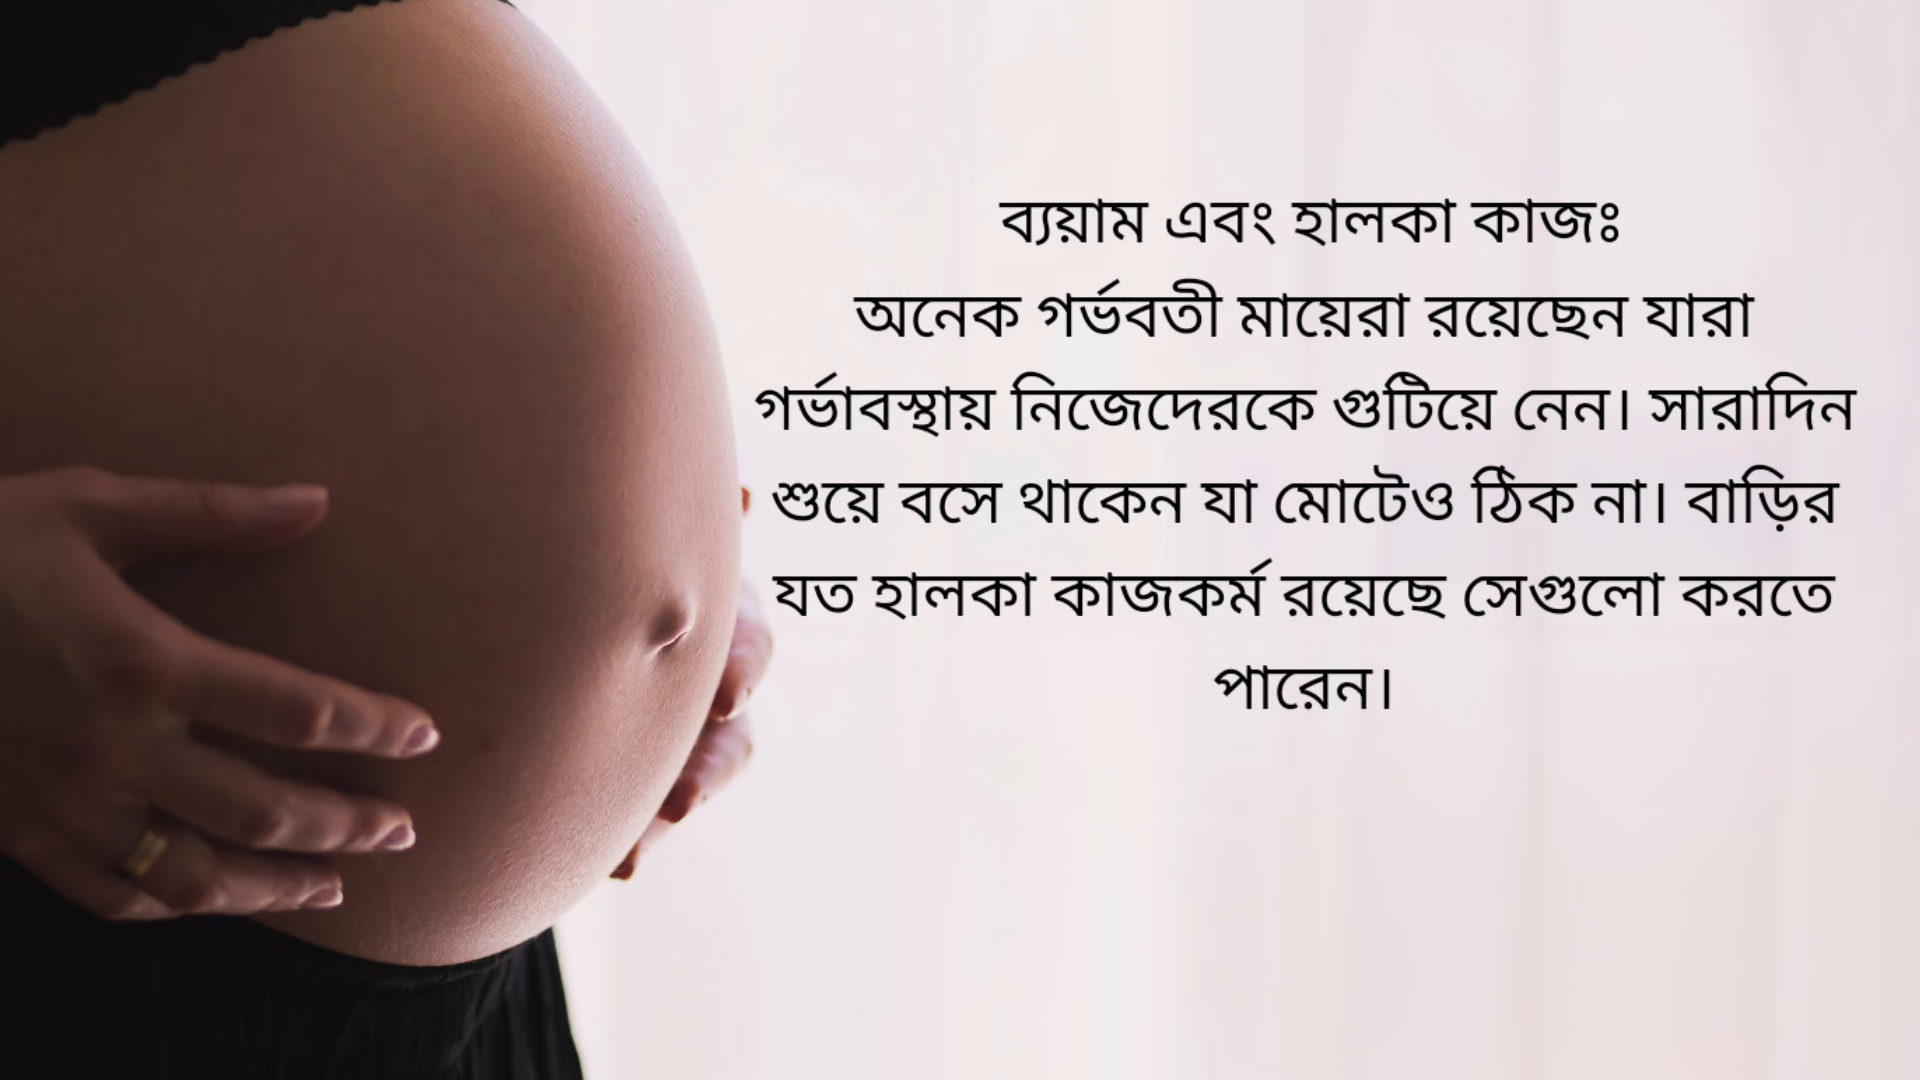 ব্যয়াম এবং হালকা কাজঃ
অনেক গর্ভবতী মায়েরা রয়েছেন যারা
গর্ভাবস্থায় নিজেদেরকে গুটিয়ে নেন। সারাদিন
শুয়ে বসে থাকেন যা মোটেও ঠিক না। বাড়ির
যত হালকা কাজকর্ম রয়েছে সেগুলো করতে
পারেন।